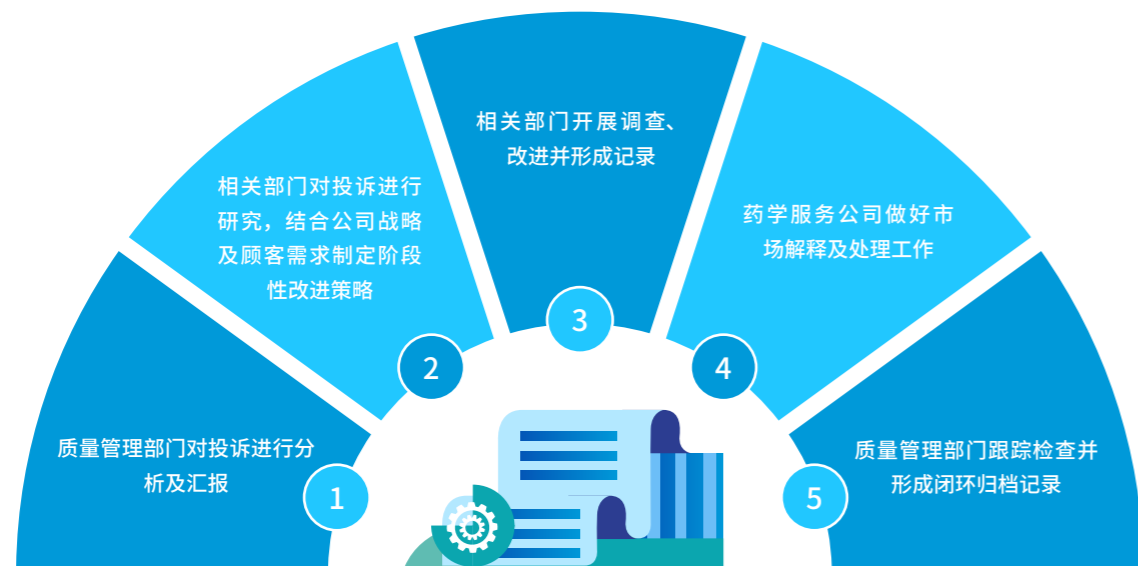 质量管理部门对投诉进行分
析及汇报
1
相关部门对投诉进行
研究，结合公司战略
及顾客需求制定阶段
性改进策略
2
相关部门开展调查、
改进并形成记录
3
药学服务公司做好市
场解释及处理工作
4
质量管理部门跟踪检查并
形成闭环归档记录
5